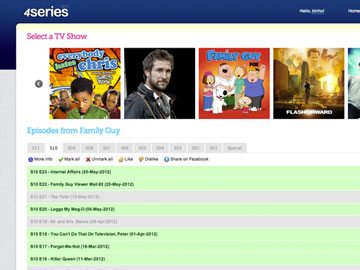 4series
Hello, kinho!
Select a TV Show
everybody hates chris
FAMILY GUY
FLASHFORWARD
Episodes from Family Guy
S11 S10 S09 S08 S07 S06 S05 S04 S03 S02 S01 Special
More info Mark all Unmark all Like Dislike Share on Facebook
S10 E23 - Internal Affairs (20-May-2012)
S10 E22 - Family Guy Viewer Mail #2 (20-May-2012)
S10 E21 - Tea Peter (13-May-2012)
S10 E20 - Leggo My Meg-O (06-May-2012)
S10 E19 - Mr. and Mrs. Stewie (29-Apr-2012)
S10 E18 - You Can't Do That On Television, Peter (01-Apr-2012)
S10 E17 - Forget-Me-Not (18-Mar-2012)
S10 E16 - Killer Queen (11-Mar-2012)